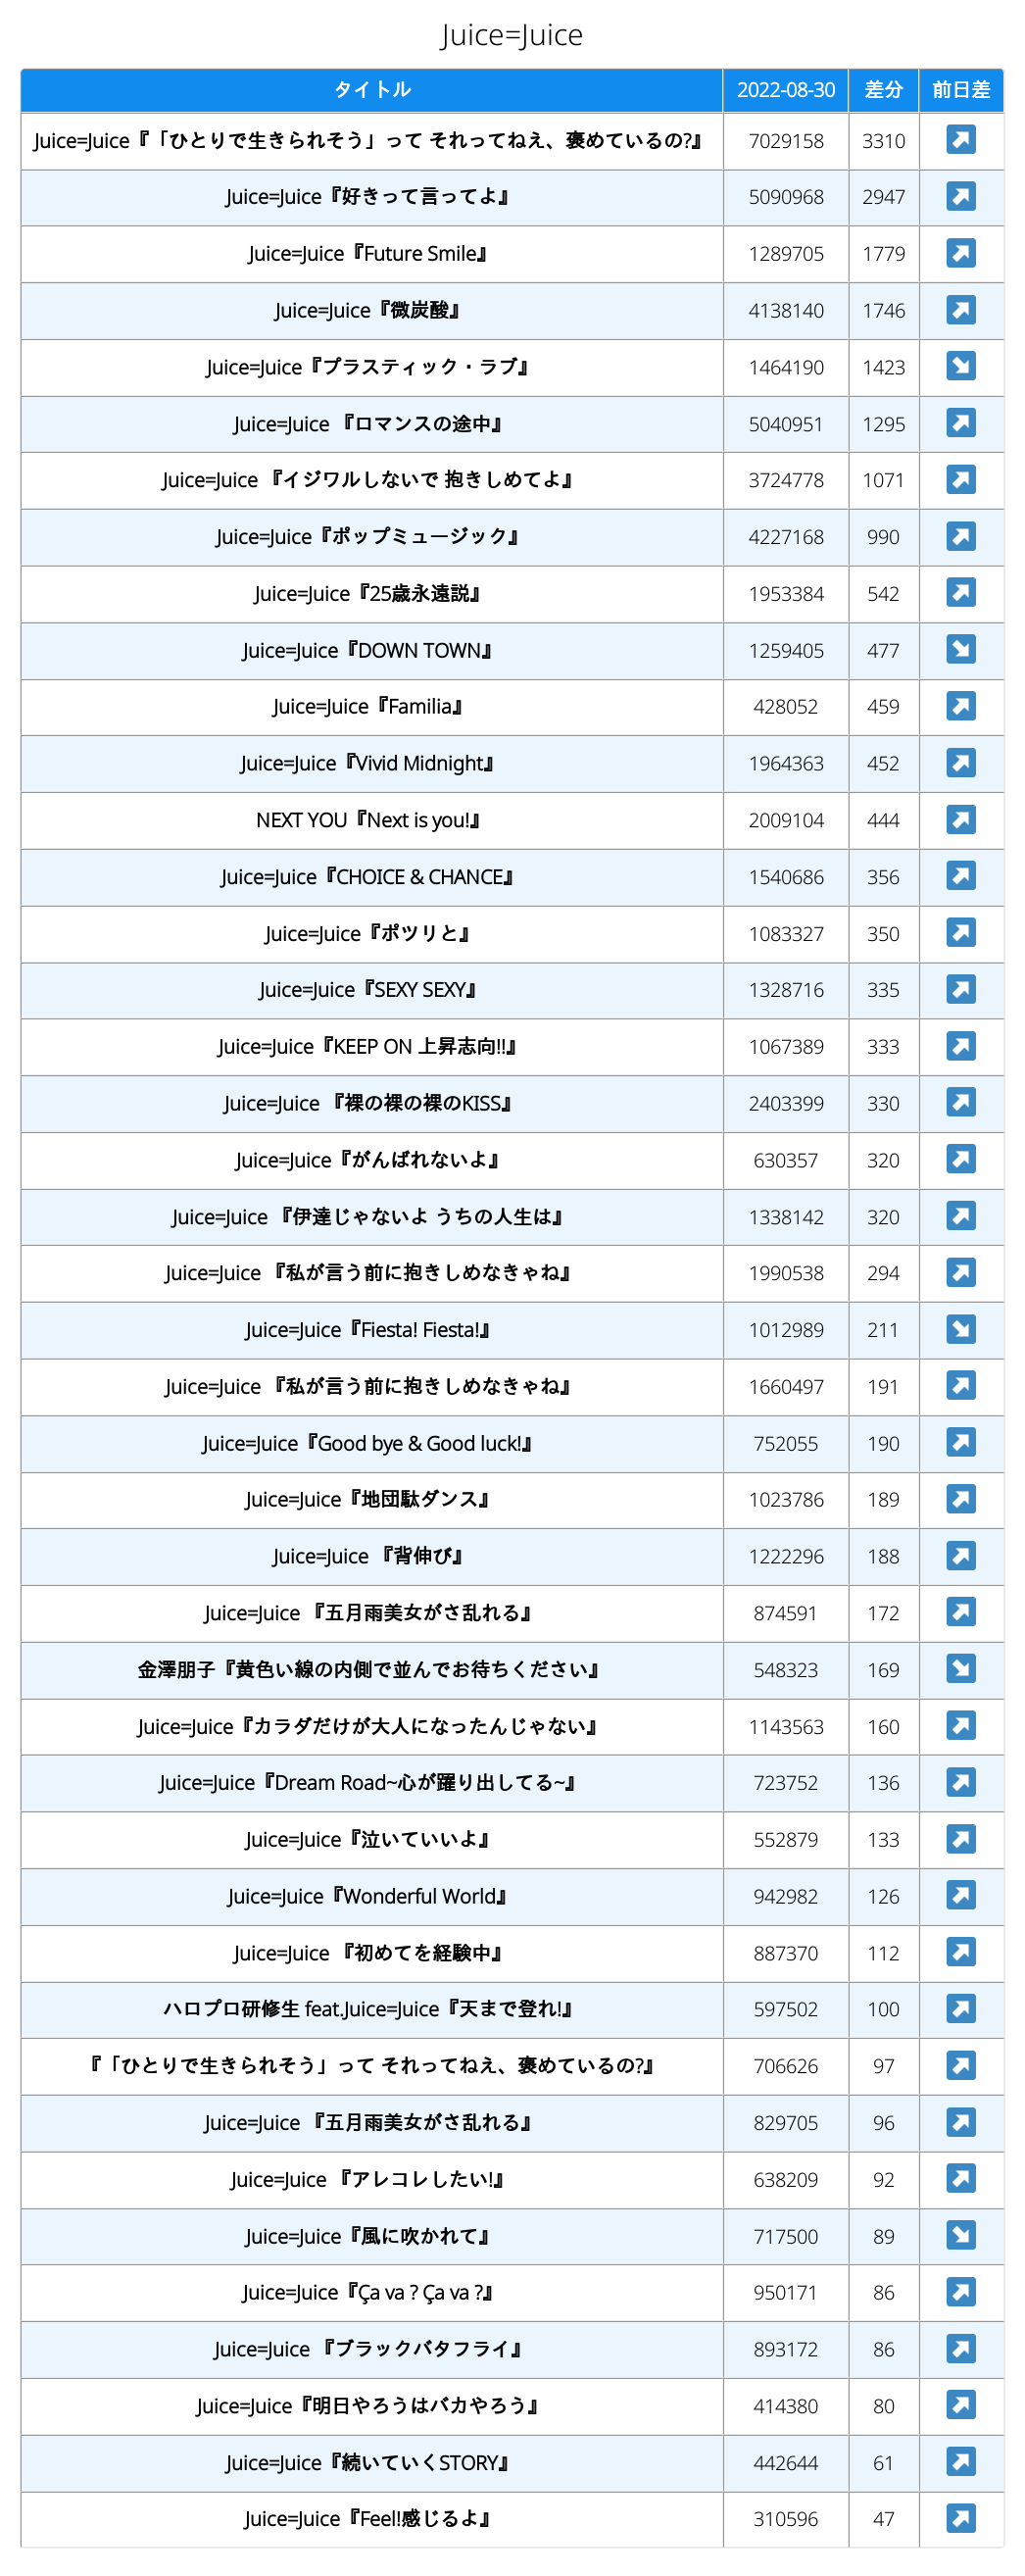 Juice=Juice
タイトル 2022-08-30 差分 前日差
Juice=Juice『「ひとりで生きられそう」って それってねえ、褒めているの?』 7029158 3310
Juice=Juice『好きって言ってよ』 5090968 2947
Juice=Juice『Future Smile』 1289705 1779
Juice=Juice『微炭酸』 4138140 1746
Juice=Juice『プラスティック・ラブ』 1464190 1423
Juice=Juice 『ロマンスの途中』 5040951 1295
Juice=Juice 『イジワルしないで 抱きしめてよ』 3724778 1071
Juice=Juice『ポップミュージック』 4227168 990
Juice=Juice『25歳永遠説』 1953384 542
Juice=Juice『DOWN TOWN』 1259405 477
Juice=Juice『Familia』 428052 459
Juice=Juice『Vivid Midnight』 1964363 452
NEXT YOU『Next is you!』 2009104 444
Juice=Juice『CHOICE & CHANCE』 1540686 356
Juice=Juice『ポツリと』 1083327 350
Juice=Juice『SEXY SEXY』 1328716 335
Juice=Juice『KEEP ON 上昇志向!!』 1067389 333
Juice=Juice 『裸の裸の裸のKISS』 2403399 330
Juice=Juice『がんばれないよ』 630357 320
Juice=Juice 『伊達じゃないよ うちの人生は』 1338142 320
Juice=Juice 『私が言う前に抱きしめなきゃね』 1990538 294
Juice=Juice『Fiesta! Fiesta!』 1012989 211
Juice=Juice 『私が言う前に抱きしめなきゃね』 1660497 191
Juice=Juice『Good bye & Good luck!』 752055 190
Juice=Juice『地団駄ダンス』 1023786 189
Juice=Juice 『背伸び』 1222296 188
Juice=Juice 『五月雨美女がさ乱れる』 874591 172
金澤朋子『黄色い線の内側で並んでお待ちください』 548323 169
Juice=Juice『カラダだけが大人になったんじゃない』 1143563 160
Juice=Juice『Dream Road~心が躍り出してる~』 723752 136
Juice=Juice『泣いていいよ』 552879 133
Juice=Juice『Wonderful World』 942982 126
Juice=Juice 『初めてを経験中』 887370 112
ハロプロ研修生 feat.Juice=Juice『天まで登れ!』 597502 100
『「ひとりで生きられそう」って それってねえ、褒めているの?』 706626 97
Juice=Juice 『五月雨美女がさ乱れる』 829705 96
Juice=Juice 『アレコレしたい!』 638209 92
Juice=Juice『風に吹かれて』 717500 89
Juice=Juice『Ça va ? Ça va ?』 950171 86
Juice=Juice 『ブラックバタフライ』 893172 86
Juice=Juice『明日やろうはバカやろう』 414380 80
Juice=Juice『続いていくSTORY』 442644 61
Juice=Juice『Feel!感じるよ』 310596 47